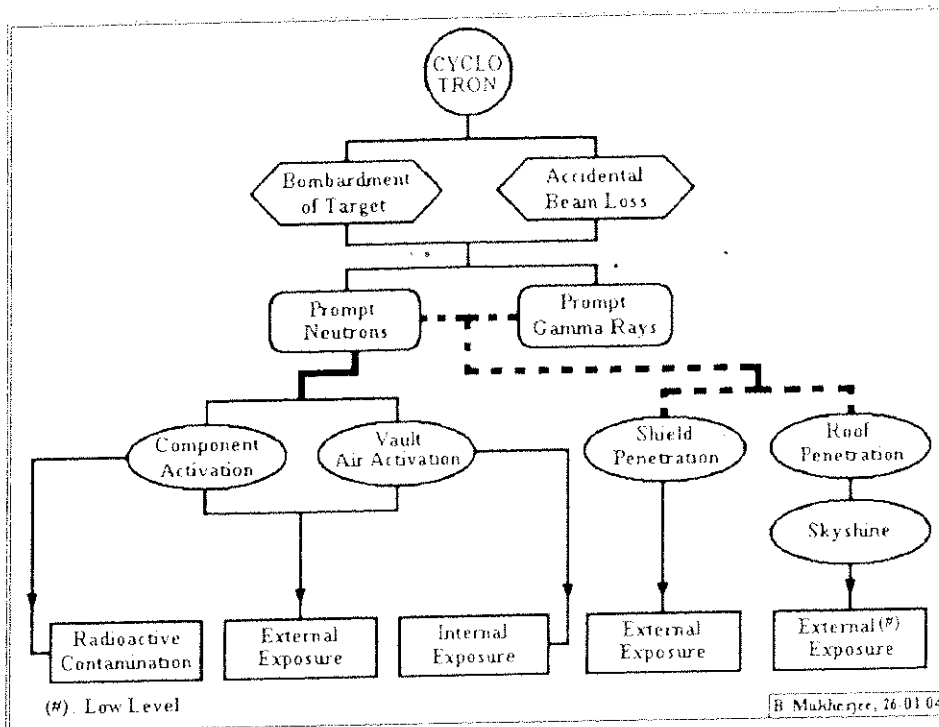 CYCLO
TRON
Bombardment
of Target
Accidental
Beam Loss
Prompt
Neutrons
Prompt
Gamma Rays
Component
Activation
Vault
Air Activation
Shield
Penetration
Roof
Penetration
Skyshine
Radioactive
Contamination
External
Exposure
Internal
Exposure
External
Exposure
External (#)
Exposure
(#). Low Level
B. Mukherjee, 26-03-04